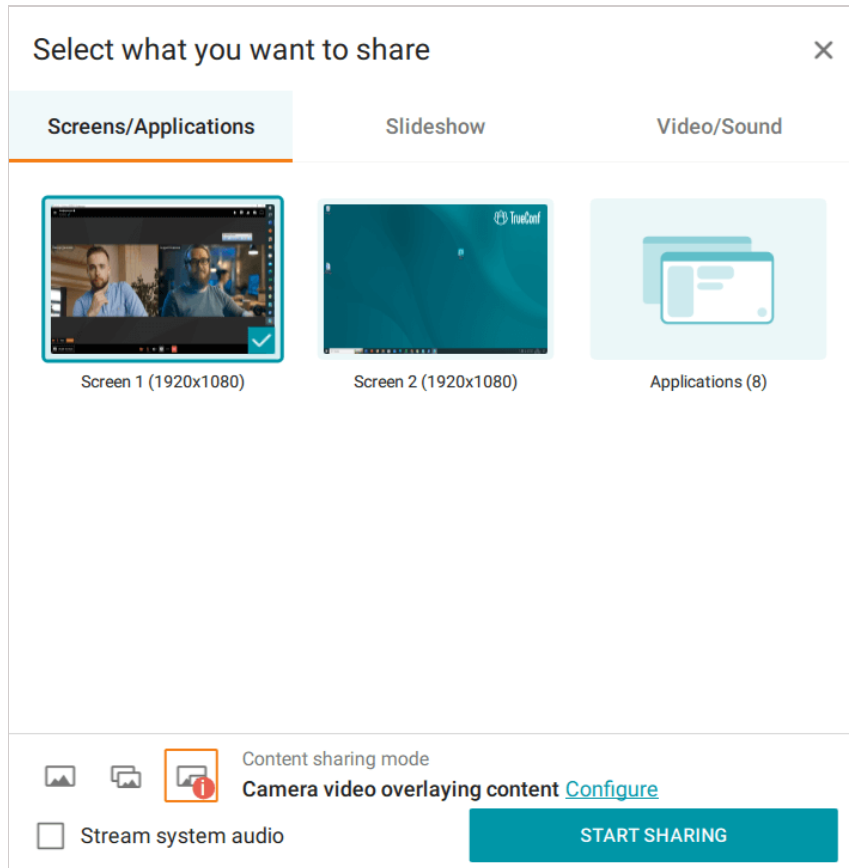 Select what you want to share
Screens/Applications
Slideshow
Video/Sound
TrueConf
Screen 1 (1920x1080)
Screen 2 (1920x1080)
Applications (8)
Content sharing mode
Camera video overlaying content Configure
Stream system audio
START SHARING